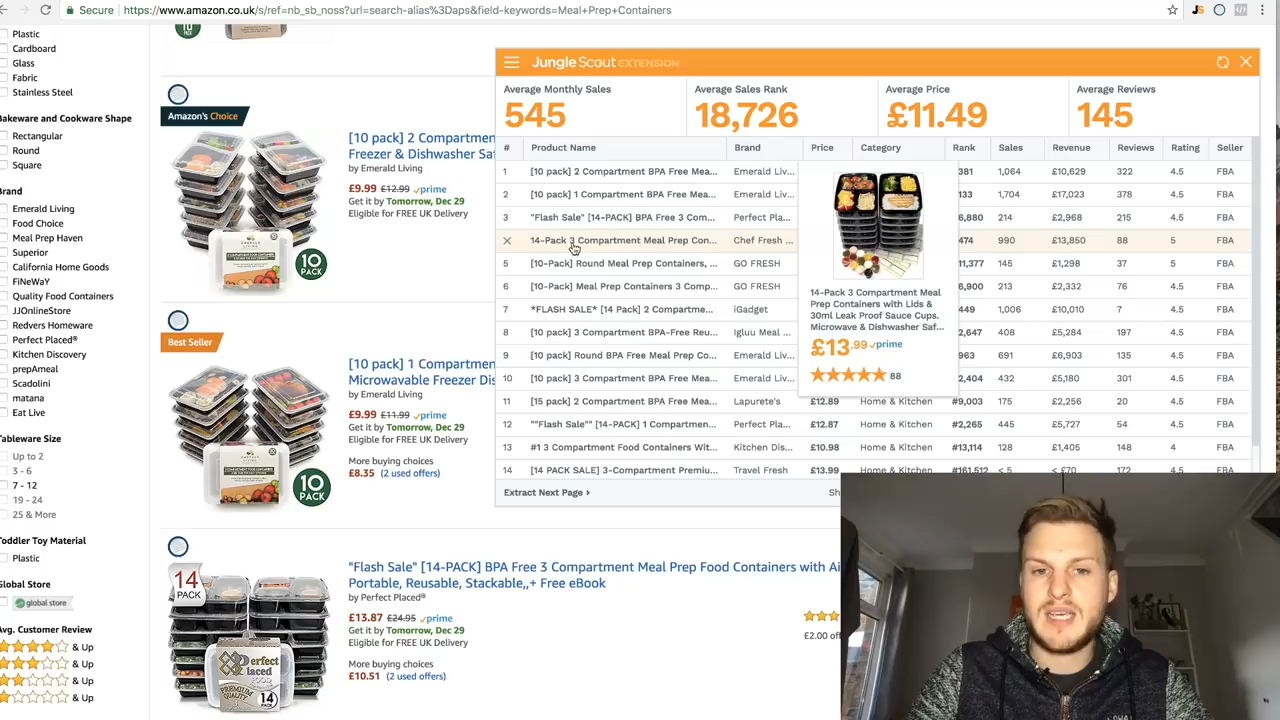 Secure
https://www.amazon.co.uk/s/ref=nb_sb_noss?url=search-alias%3Daps&field-keywords=Meal+Prep+Containers
Plastic
Cardboard
Glass
Fabric
Stainless Steel
Bakeware and Cookware Shape
Rectangular
Round
Square
Brand
Emerald Living
Food Choice
Meal Prep Haven
Superior
California Home Goods
FiNeWaY
Quality Food Containers
JJOnlineStore
Redvers Homeware
Perfect Placed®
Kitchen Discovery
prepAmeal
Scadolini
matana
Eat Live
Tableware Size
Up to 2
3 - 6
7 - 12
19 - 24
25 & More
Toddler Toy Material
Plastic
Global Store
global store
Avg. Customer Review
& Up
& Up
& Up
& Up
Amazon's Choice
10 PACK
[10 pack] 2 Compartment
Freezer & Dishwasher Saf
by Emerald Living
£9.99 £12.99 prime
Get it by Tomorrow, Dec 29
Eligible for FREE UK Delivery
Best Seller
10 PACK
[10 pack] 1 Compartment
Microwavable Freezer Dis
by Emerald Living
£9.99 £11.99 prime
Get it by Tomorrow, Dec 29
Eligible for FREE UK Delivery
More buying choices
£8.35 (2 used offers)
14 PACK
Perfect
Placed
FOOD
PREMIUM
QUALITY
14
PACK
"Flash Sale" [14-PACK] BPA Free 3 Compartment Meal Prep Food Containers with Ai
Portable, Reusable, Stackable,,+ Free eBook
by Perfect Placed®
£13.87 £24.95 prime
Get it by Tomorrow, Dec 29
Eligible for FREE UK Delivery
More buying choices
£10.51 (2 used offers)
£2.00 of
Jungle Scout EXTENSION
Average Monthly Sales
545
Average Sales Rank
18,726
Average Price
£11.49
Average Reviews
145
# Product Name Brand Price Category Rank Sales Revenue Reviews Rating Seller
1 [10 pack] 2 Compartment BPA Free Mea... Emerald Liv... 381 1,064 £10,629 322 4.5 FBA
2 [10 pack] 1 Compartment BPA Free Mea... Emerald Liv... 133 1,704 £17,023 378 4.5 FBA
3 "Flash Sale" [14-PACK] BPA Free 3 Com... Perfect Pla... 6,880 214 £2,968 215 4.5 FBA
14-Pack 3 Compartment Meal Prep Con... Chef Fresh ... 474 990 £13,850 88 5 FBA
[10-Pack] Round Meal Prep Containers, ... GO FRESH 11,377 145 £1,298 37 5 FBA
6 [10-Pack] Meal Prep Containers 3 Comp... GO FRESH 6,900 213 £2,332 76 5 FBA
7 *FLASH SALE* [14 Pack] 2 Compartme... iGadget 449 1,006 £10,010 7 4.5 FBA
8 [10 pack] 3 Compartment BPA-Free Reu... Igluu Meal ... 2,647 408 £5,284 197 4.5 FBA
9 [10 pack] Round BPA Free Meal Prep Co... Emerald Liv... 963 691 £6,903 135 4.5 FBA
10 [10 pack] 3 Compartment BPA Free Mea... Emerald Liv... 2,404 432 £5,180 301 4.5 FBA
11 [15 pack] 2 Compartment BPA Free Mea... Lapurete's £12.89 Home & Kitchen #9,003 175 £2,256 20 4.5 FBA
12 ""Flash Sale"" [14-PACK] 1 Compartmen... Perfect Pla... £12.87 Home & Kitchen #2,265 445 £5,727 54 4.5 FBA
13 #1 3 Compartment Food Containers Wit... Kitchen Dis... £10.98 Home & Kitchen #13,114 128 £1,405 148 4 FBA
14 [14 PACK SALE] 3-Compartment Premiu... Travel Fresh £13.99 Home & Kitchen #161,512 < 5 < £70 172 4.5 FBA
14-Pack 3 Compartment Meal
Prep Containers with Lids &
30ml Leak Proof Sauce Cups.
Microwave & Dishwasher Saf...
£13.99 prime
88
Extract Next Page
Sh